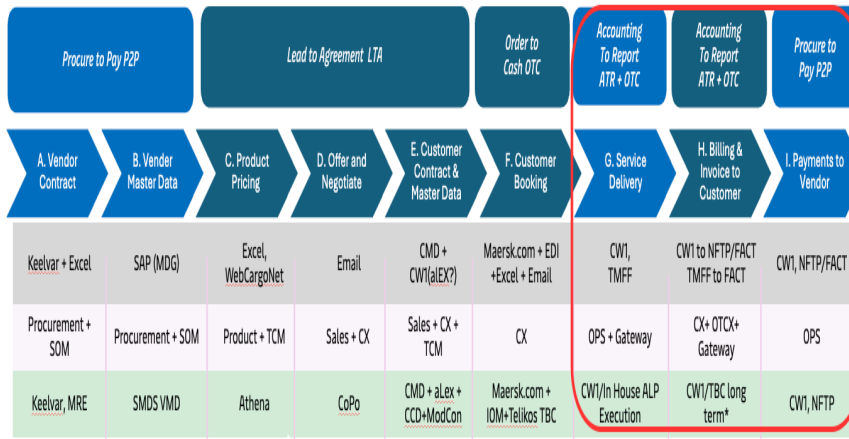 Procure to Pay P2P
Lead to Agreement LTA
Order to
Cash OTC
Accounting
To Report
ATR + OTC
Accounting
To Report
ATR + OTC
Procure to
Pay P2P
A. Vendor
Contract
B. Vender
Master Data
C. Product
Pricing
D. Offer and
Negotiate
E. Customer
Contract &
Master Data
F. Customer
Booking
G. Service
Delivery
H. Billing &
Invoice to
Customer
I. Payments to
Vendor
Keelvar + Excel
SAP (MDG)
Excel,
WebCargoNet
Email
CMD +
CW1(alEX?)
Maersk.com + EDI
+Excel + Email
CW1,
TMFF
CW1 to NFTP/FACT
TMFF to FACT
CW1, NFTP/FACT
Procurement +
SOM
Procurement + SOM
Product + TCM
Sales + CX
Sales + CX +
TCM
CX
OPS + Gateway
CX+ OTCX+
Gateway
OPS
Keelvar, MRE
SMDS VMD
Athena
CoPo
CMD + aLex +
CCD+ModCon
Maersk.com +
IOM+Telikos TBC
CW1/In House ALP
Execution
CW1/TBC long
term*
CW1, NFTP